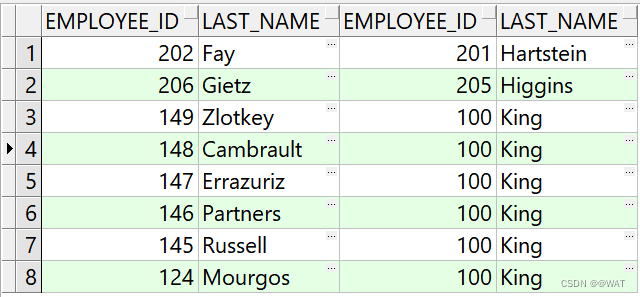 EMPLOYEE_ID LAST_NAME EMPLOYEE_ID LAST_NAME
1 202 Fay ... 201 Hartstein ...
2 206 Gietz ... 205 Higgins ...
3 149 Zlotkey ... 100 King ...
4 148 Cambrault ... 100 King ...
5 147 Errazuriz ... 100 King ...
6 146 Partners ... 100 King ...
7 145 Russell ... 100 King ...
8 124 Mourgos ... 100 King ...
CSDN @@WAT